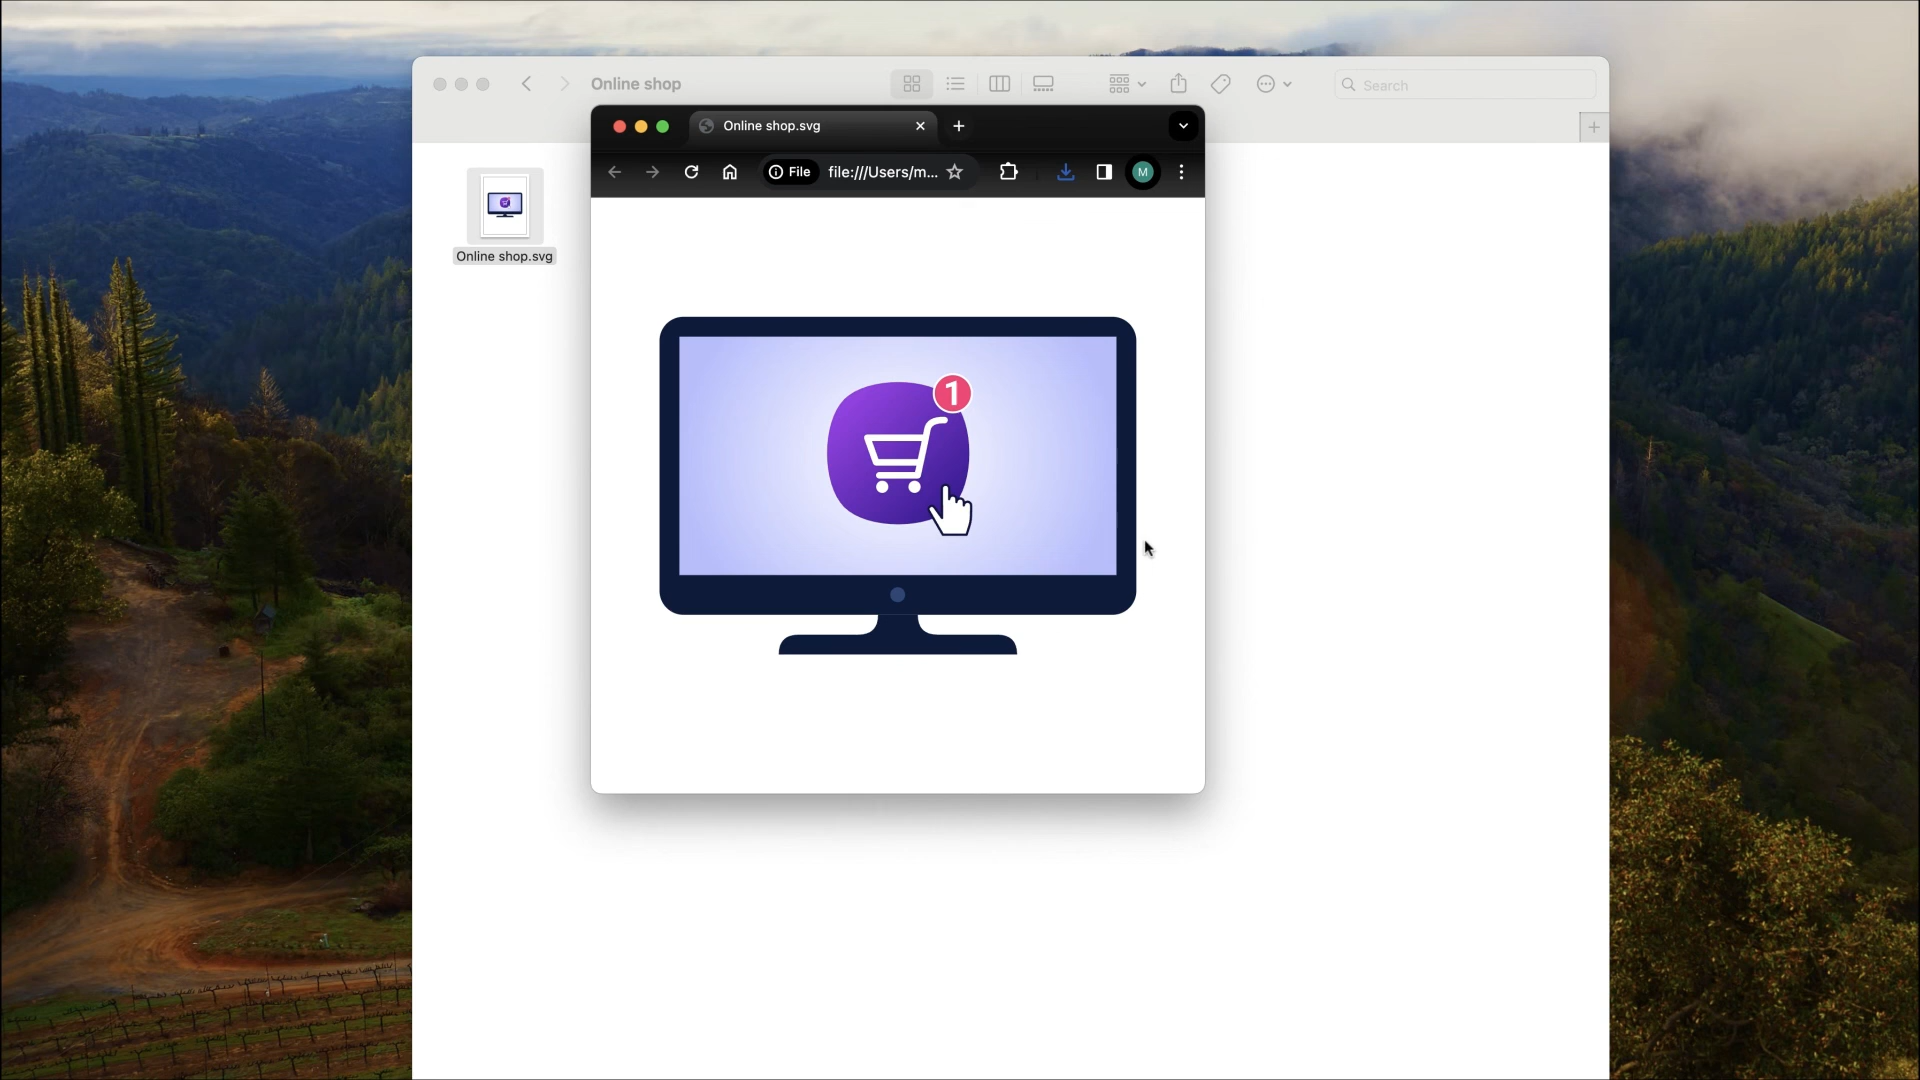 Online shop
Search
Online shop.svg
File
file:///Users/m...
M
Online shop.svg
1